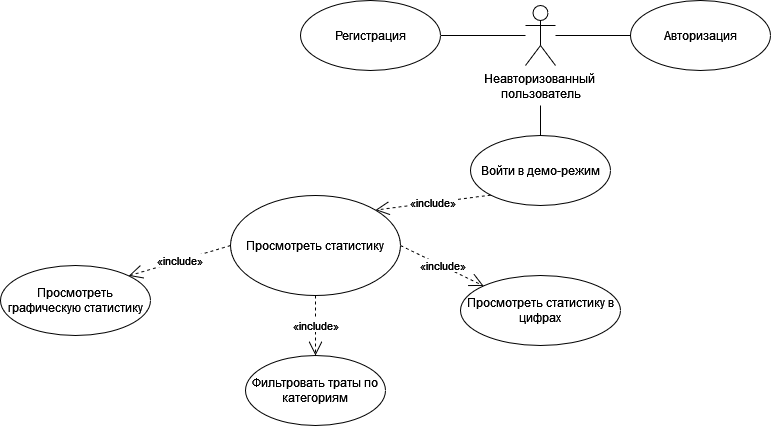 Регистрация
Авторизация
Неавторизованный
пользователь
Войти в демо-режим
«include»
Просмотреть статистику
«include»
«include»
Просмотреть
графическую статистику
Просмотреть статистику в
цифрах
«include»
Фильтровать траты по
категориям